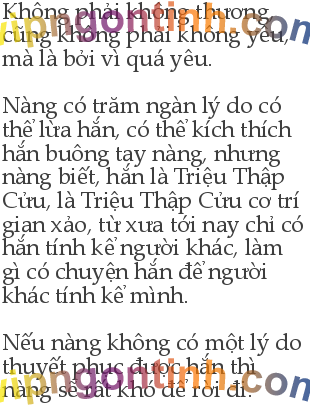 Không phải không thương,
cũng không phải không yêu,
mà là bởi vì quá yêu.
Nàng có trăm ngàn lý do có
thể lừa hắn, có thể kích thích
hắn buông tay nàng, nhưng
nàng biết, hắn là Triệu Thập
Cửu, là Triệu Thập Cửu cơ trí
gian xảo, từ xưa tới nay chỉ có
hắn tính kể người khác, làm
gì có chuyện hắn để người
khác tính kể mình.
Nếu nàng không có một lý do
thuyết phục được hắn thì
nàng sẽ rất khó để rời đi.